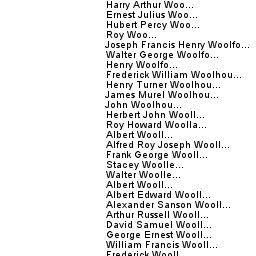 Harry Arthur Woo...
Ernest Julius Woo...
Hubert Percy Woo...
Roy Woo...
Joseph Francis Henry Woolfo...
Walter George Woolfo...
Henry Woolfo...
Frederick William Woolhou...
Henry Turner Woolhou...
James Murel Woolhou...
John Woolhou...
Herbert John Wooll...
Roy Howard Woolla...
Albert Wooll...
Alfred Roy Joseph Wooll...
Frank George Wooll...
Stacey Woolle...
Walter Woolle...
Albert Wooll...
Albert Edward Wooll...
Alexander Sanson Wooll...
Arthur Russell Wooll...
David Samuel Wooll...
George Ernest Wooll...
William Francis Wooll...
Frederick Wooll